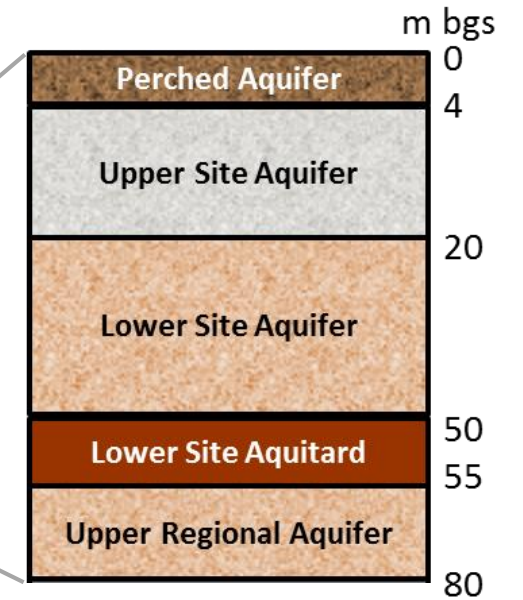 m bgs
0
Perched Aquifer
4
Upper Site Aquifer
20
Lower Site Aquifer
50
Lower Site Aquitard
55
Upper Regional Aquifer
80